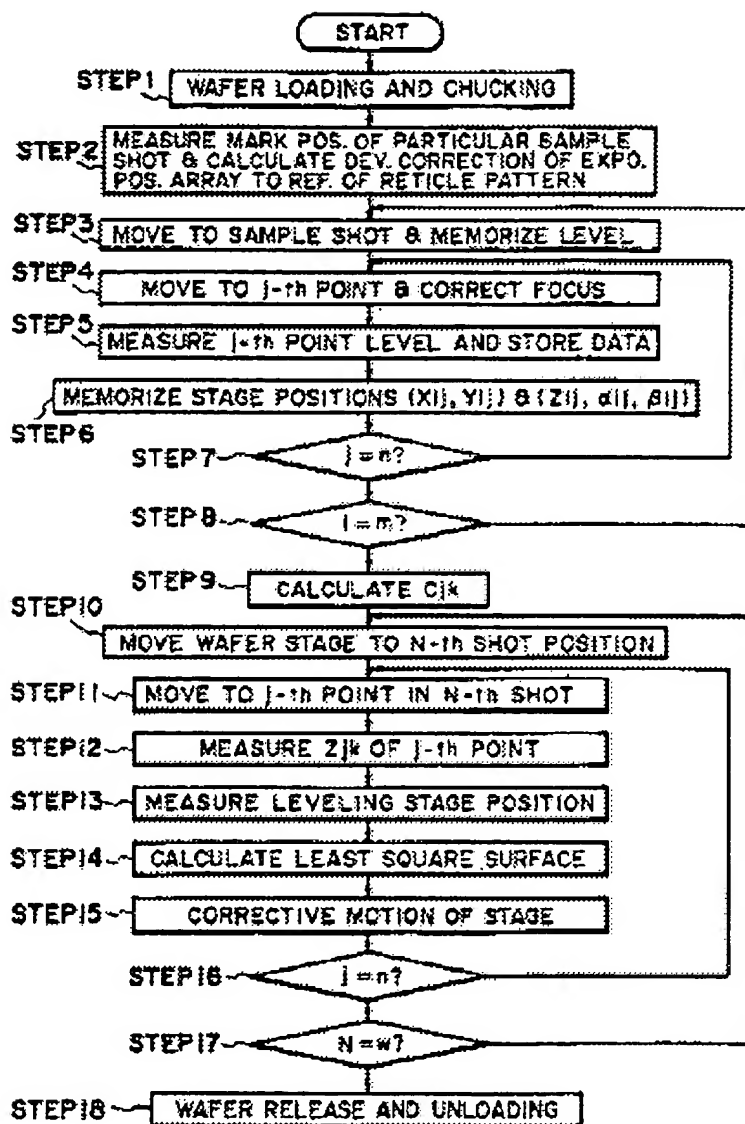 START
STEP1
WAFER LOADING AND CHUCKING
STEP2
MEASURE MARK POS. OF PARTICULAR SAMPLE
SHOT & CALCULATE DEV. CORRECTION OF EXPO.
POS. ARRAY TO REF. OF RETICLE PATTERN
STEP3
MOVE TO SAMPLE SHOT & MEMORIZE LEVEL
STEP4
MOVE TO j-th POINT & CORRECT FOCUS
STEP5
MEASURE j-th POINT LEVEL AND STORE DATA
MEMORIZE STAGE POSITIONS (Xij, Yij) & (Zij, αij, βij)
STEP6
STEP7
j=n?
STEP8
i=m?
STEP9
CALCULATE Cjk
STEP10
MOVE WAFER STAGE TO N-th SHOT POSITION
STEP11
MOVE TO j-th POINT IN N-th SHOT
STEP12
MEASURE Zjk OF j-th POINT
STEP13
MEASURE LEVELING STAGE POSITION
STEP14
CALCULATE LEAST SQUARE SURFACE
STEP15
CORRECTIVE MOTION OF STAGE
STEP16
j=n?
STEP17
N=w?
STEP18
WAFER RELEASE AND UNLOADING